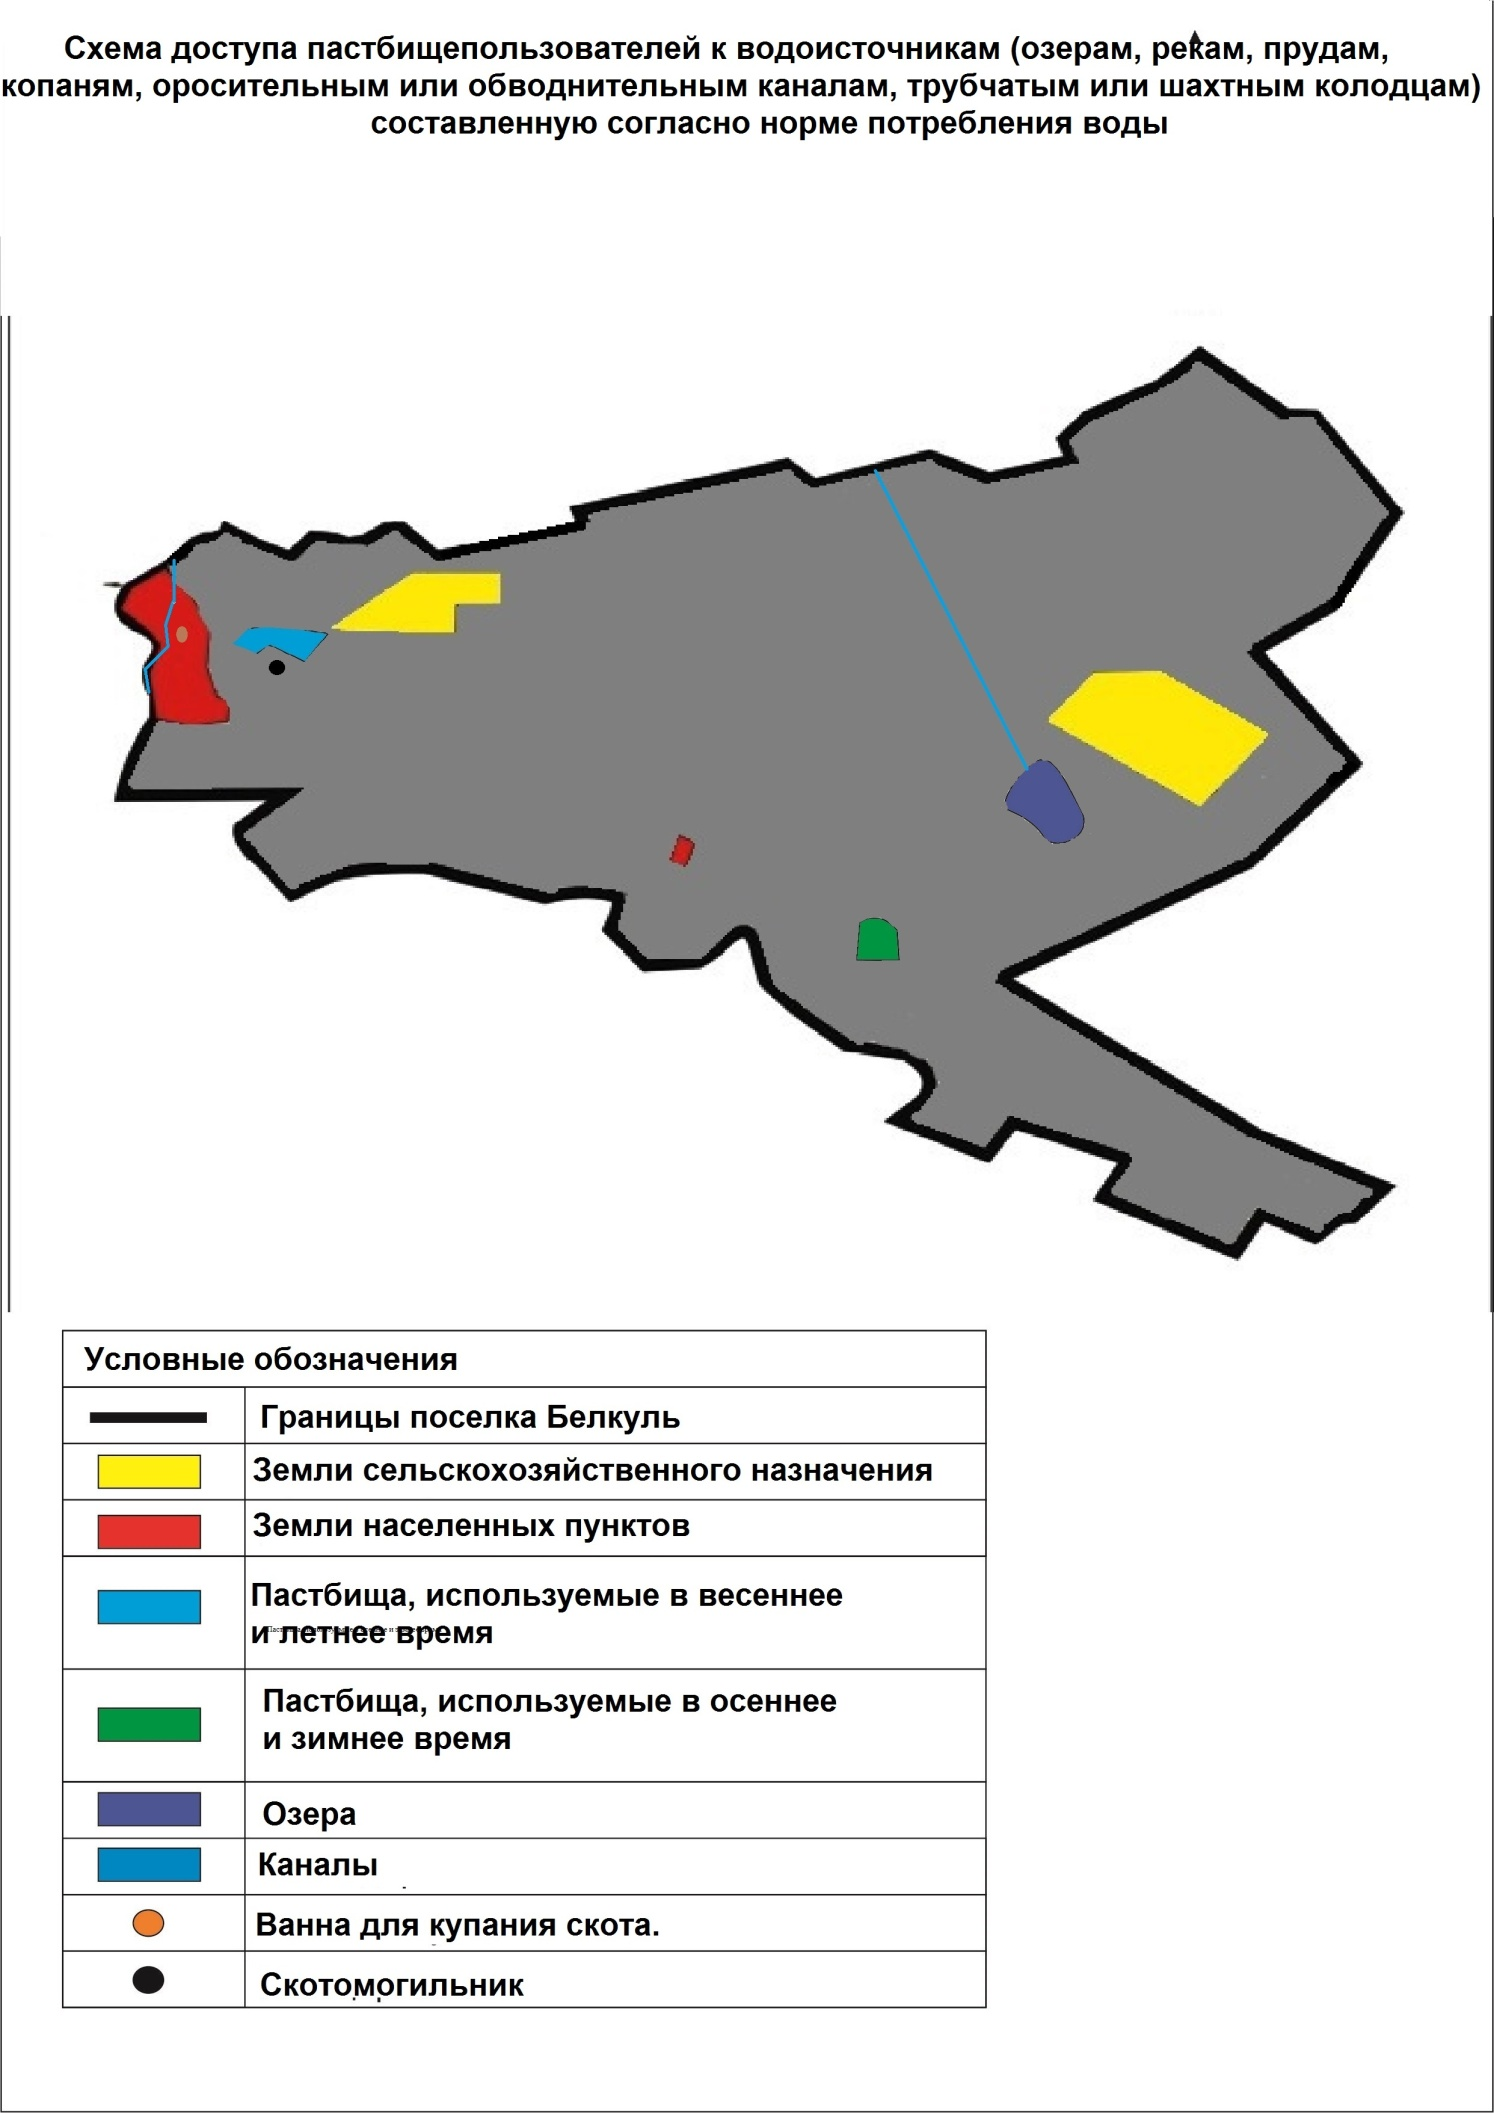 Схема доступа пастбищепользователей к водоисточникам (озерам, рекам, прудам,
копаням, оросительным или обводнительным каналам, трубчатым или шахтным колодцам)
составленную согласно норме потребления воды
Условные обозначения
Границы поселка Белкуль
Земли сельскохозяйственного назначения
Земли населенных пунктов
Пастбища, используемые в весеннее
и летнее время
Пастбища, используемые в осеннее
и зимнее время
Озера
Каналы
Ванна для купания скота.
Скотомогильник